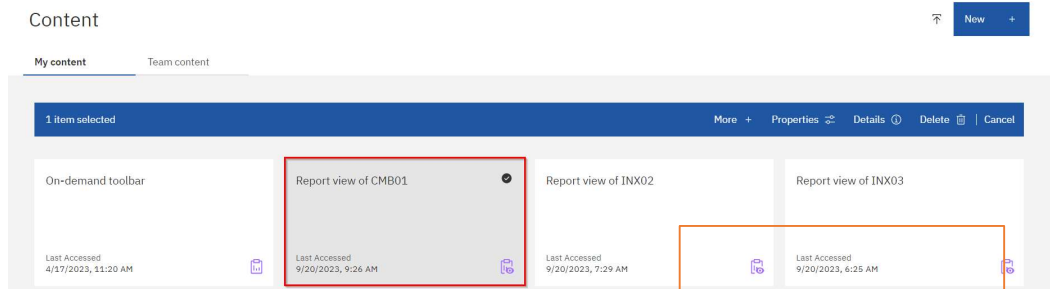 Content
New +
My content Team content
1 item selected More + Properties Details Delete | Cancel
On-demand toolbar Report view of CMB01 Report view of INX02 Report view of INX03
Last Accessed Last Accessed Last Accessed Last Accessed
4/17/2023, 11:20 AM 9/20/2023, 9:26 AM 9/20/2023, 7:29 AM 9/20/2023, 6:25 AM